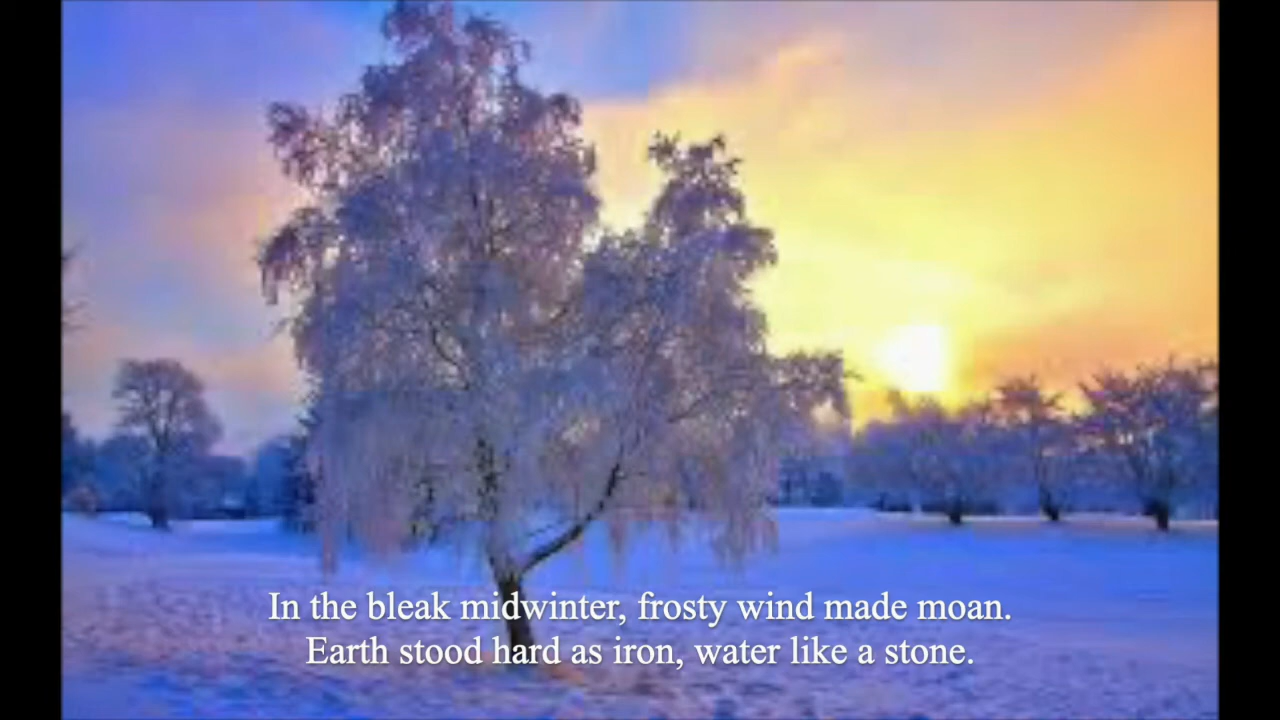 In the bleak midwinter, frosty wind made moan.
Earth stood hard as iron, water like a stone.